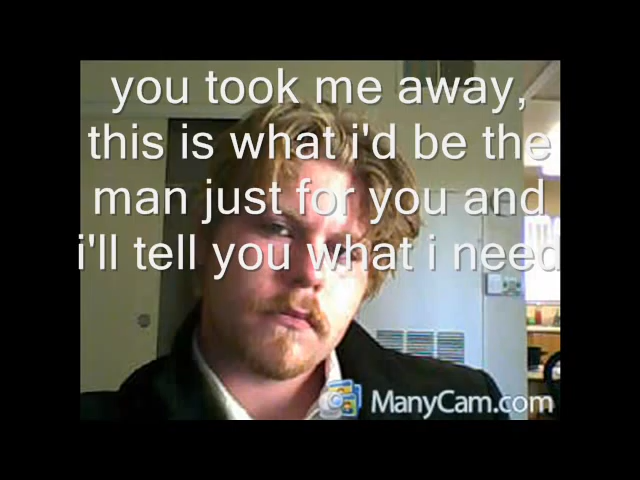 you took me away,
this is what i'd be the
man just for you and
i'll tell you what i need
ManyCam.com